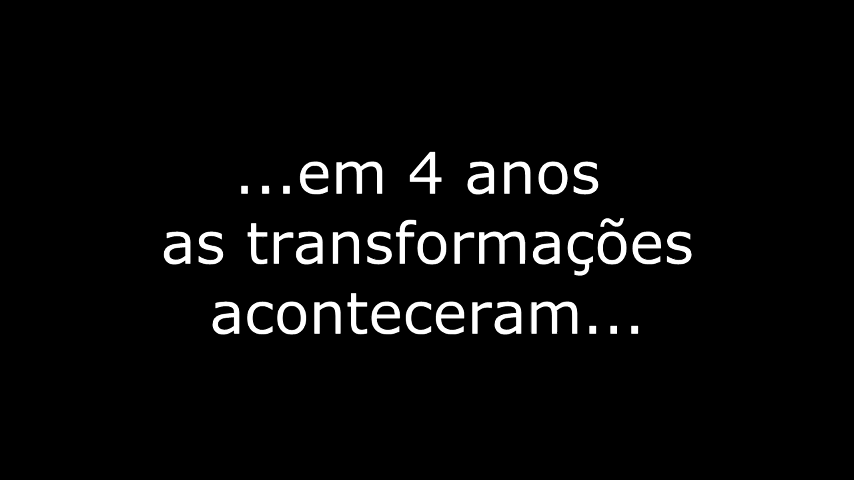 ...em 4 anos
as transformações
aconteceram...